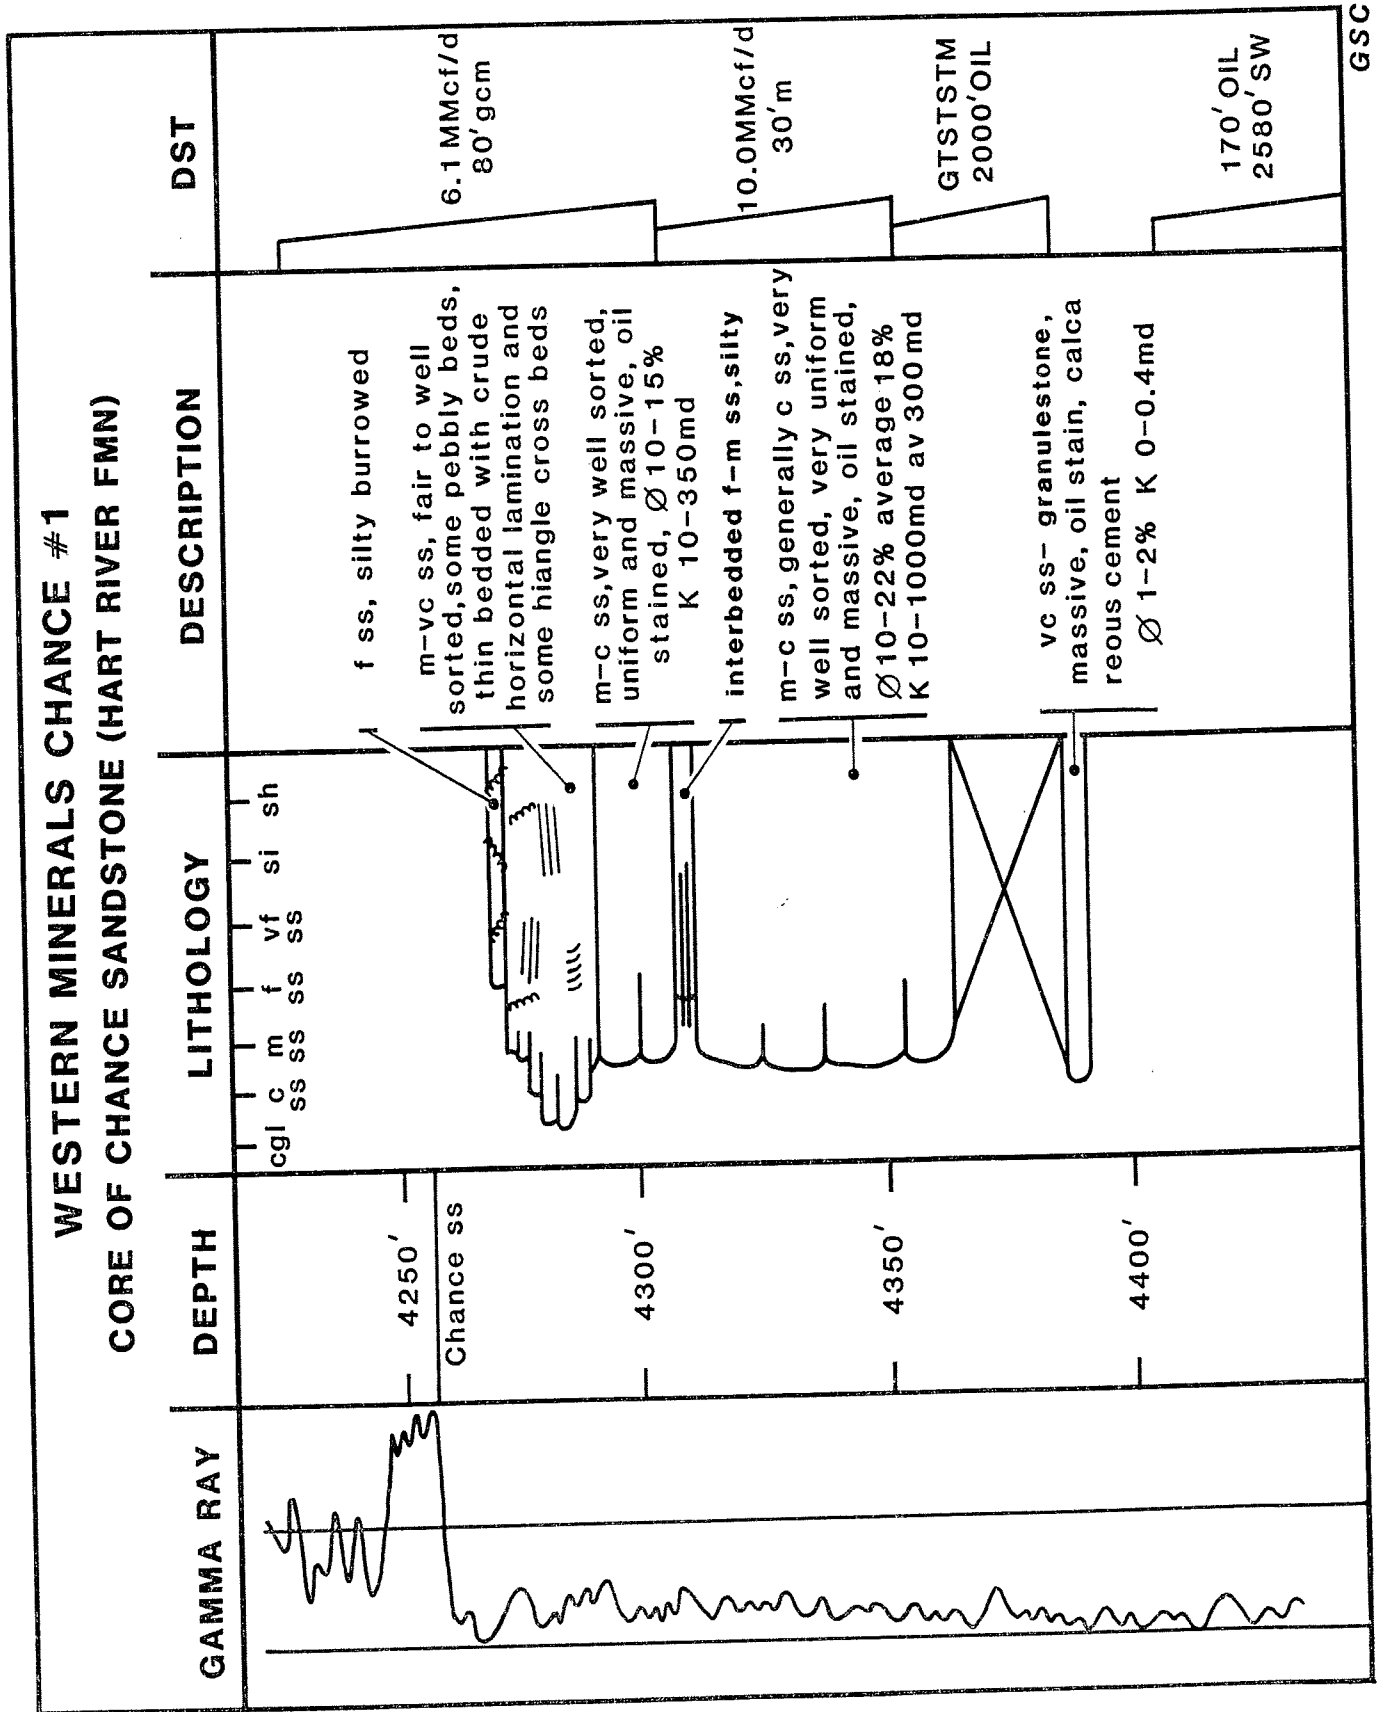 WESTERN MINERALS CHANCE #1
CORE OF CHANCE SANDSTONE (HART RIVER FMN)
GAMMA RAY
DEPTH
LITHOLOGY
DESCRIPTION
DST
cgl
c
ss
m
ss
f
ss
vf
ss
si
sh
4250′
Chance ss
4300′
4350′
4400′
f ss, silty burrowed
m-vc ss, fair to well
sorted, some pebbly beds,
thin bedded with crude
horizontal lamination and
some hiangle cross beds
m-c ss, very well sorted,
uniform and massive, oil
stained, Ø 10-15%
K 10-350md
interbedded f-m ss, silty
m-c ss, generally c ss, very
well sorted, very uniform
and massive, oil stained,
Ø 10-22% average 18%
K 10-1000md av 300md
vc ss- granulestone,
massive, oil stain, calca
reous cement
Ø 1-2% K 0-0.4md
6.1 MMcf/d
80′gcm
10.0MMcf/d
30′m
GTSTSTM
2000′OIL
170′OIL
2580′SW
GSC